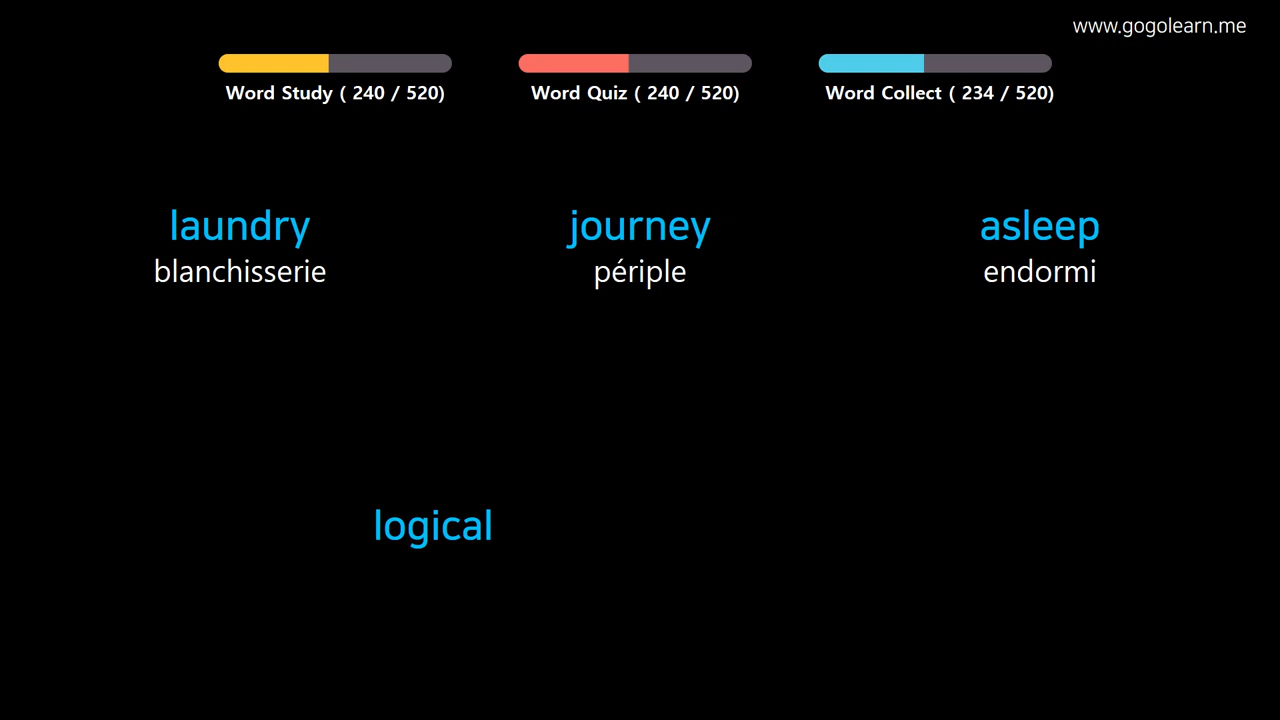 www.gogolearn.me
Word Study ( 240 / 520)
Word Quiz ( 240 / 520)
Word Collect ( 234 / 520)
laundry
blanchisserie
journey
périple
asleep
endormi
logical